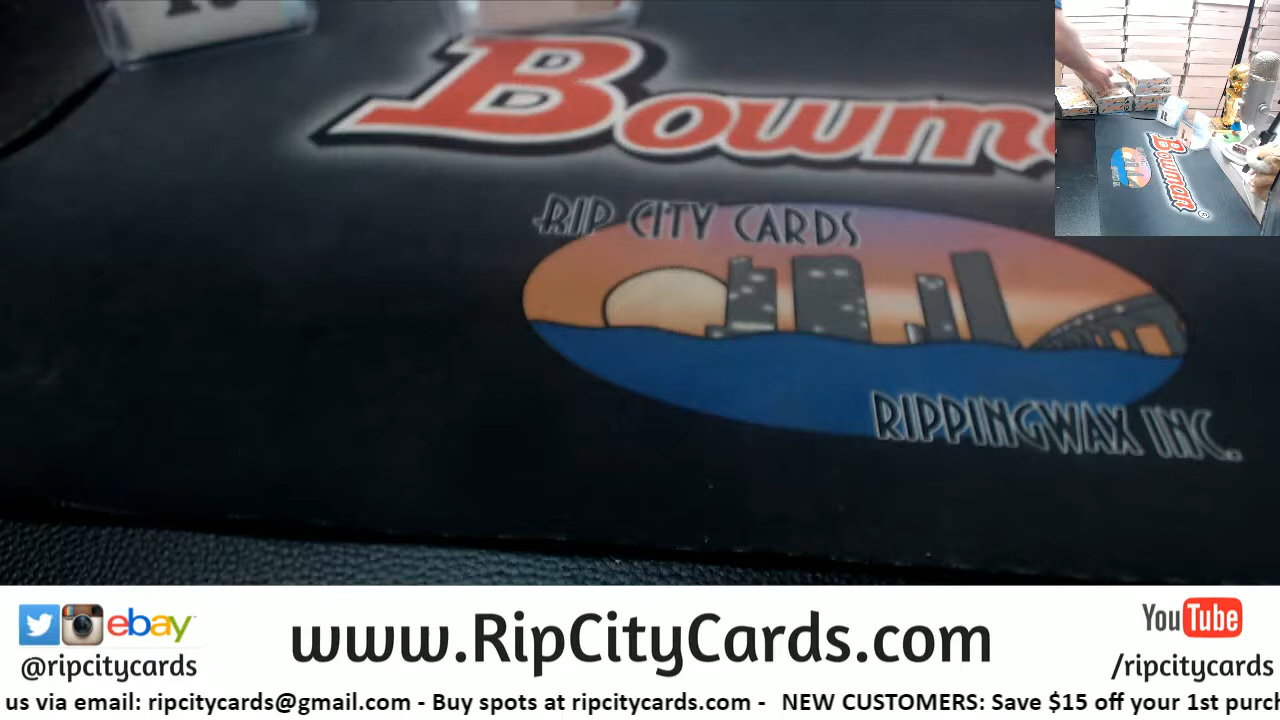 Bowm
RIP CITY CARDS
RIPPINGWAX INC.
R
Bowman
ebay
@ripcitycards
www.RipCityCards.com
YouTube
/ripcitycards
us via email: ripcitycards@gmail.com - Buy spots at ripcitycards.com - NEW CUSTOMERS: Save $15 off your 1st purch